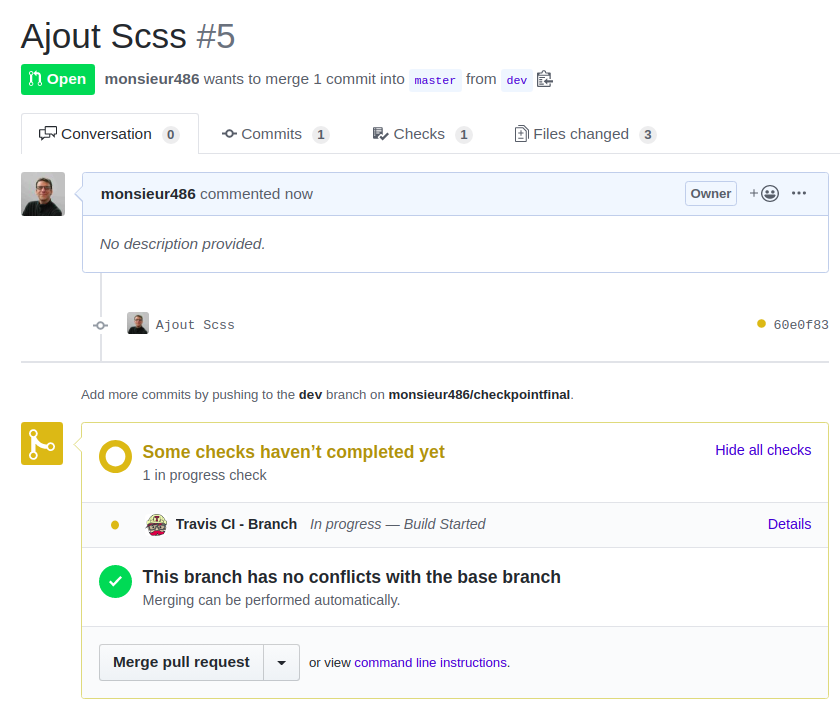 Ajout Scss #5
Open monsieur486 wants to merge 1 commit into master from dev
Conversation 0 Commits 1 Checks 1 Files changed 3
monsieur486 commented now Owner
No description provided.
Ajout Scss 60e0f83
Add more commits by pushing to the dev branch on monsieur486/checkpointfinal.
Some checks haven’t completed yet Hide all checks
1 in progress check
Travis CI - Branch In progress — Build Started Details
This branch has no conflicts with the base branch
Merging can be performed automatically.
Merge pull request or view command line instructions.